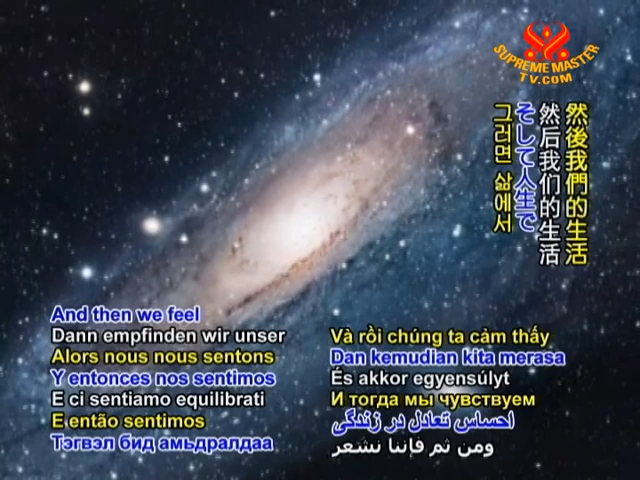 SUPREME MASTER
TV.COM
然後我們的生活
然后我们的生活
そして人生で
그러면 삶에서
And then we feel
Dann empfinden wir unser
Alors nous nous sentons
Y entonces nos sentimos
E ci sentiamo equilibrati
E então sentimos
Тэгвэл бид амьдралдаа
Và rồi chúng ta cảm thấy
Dan kemudian kita merasa
És akkor egyensúlyt
И тогда мы чувствуем
احساس تعادل در زندگی
ومن ثم فإننا نشعر